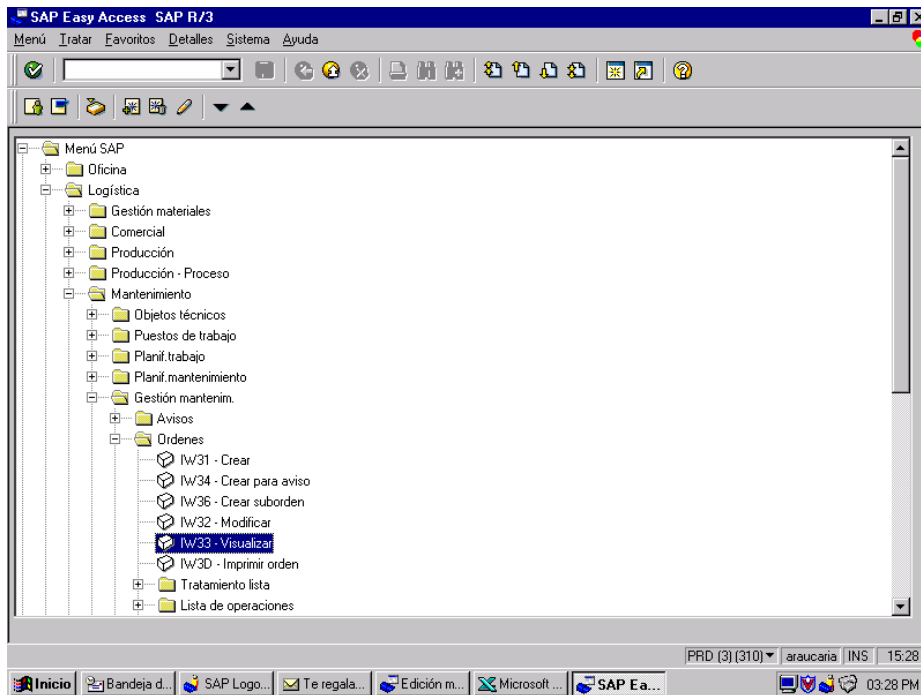 SAP Easy Access SAP R/3
Menú Tratar Favoritos Detalles Sistema Ayuda
Menú SAP
Oficina
Logística
Gestión materiales
Comercial
Producción
Producción - Proceso
Mantenimiento
Objetos técnicos
Puestos de trabajo
Planif.trabajo
Planif.mantenimiento
Gestión mantenim.
Avisos
Ordenes
IW31 - Crear
IW34 - Crear para aviso
IW36 - Crear suborden
IW32 - Modificar
IW33 - Visualizar
IW3D - Imprimir orden
Tratamiento lista
Lista de operaciones
PRD (3) (310) araucaria INS 15:28
Inicio Bandeja d... SAP Logo... Te regala... Edición m... Microsoft ... SAP Ea... 03:28 PM